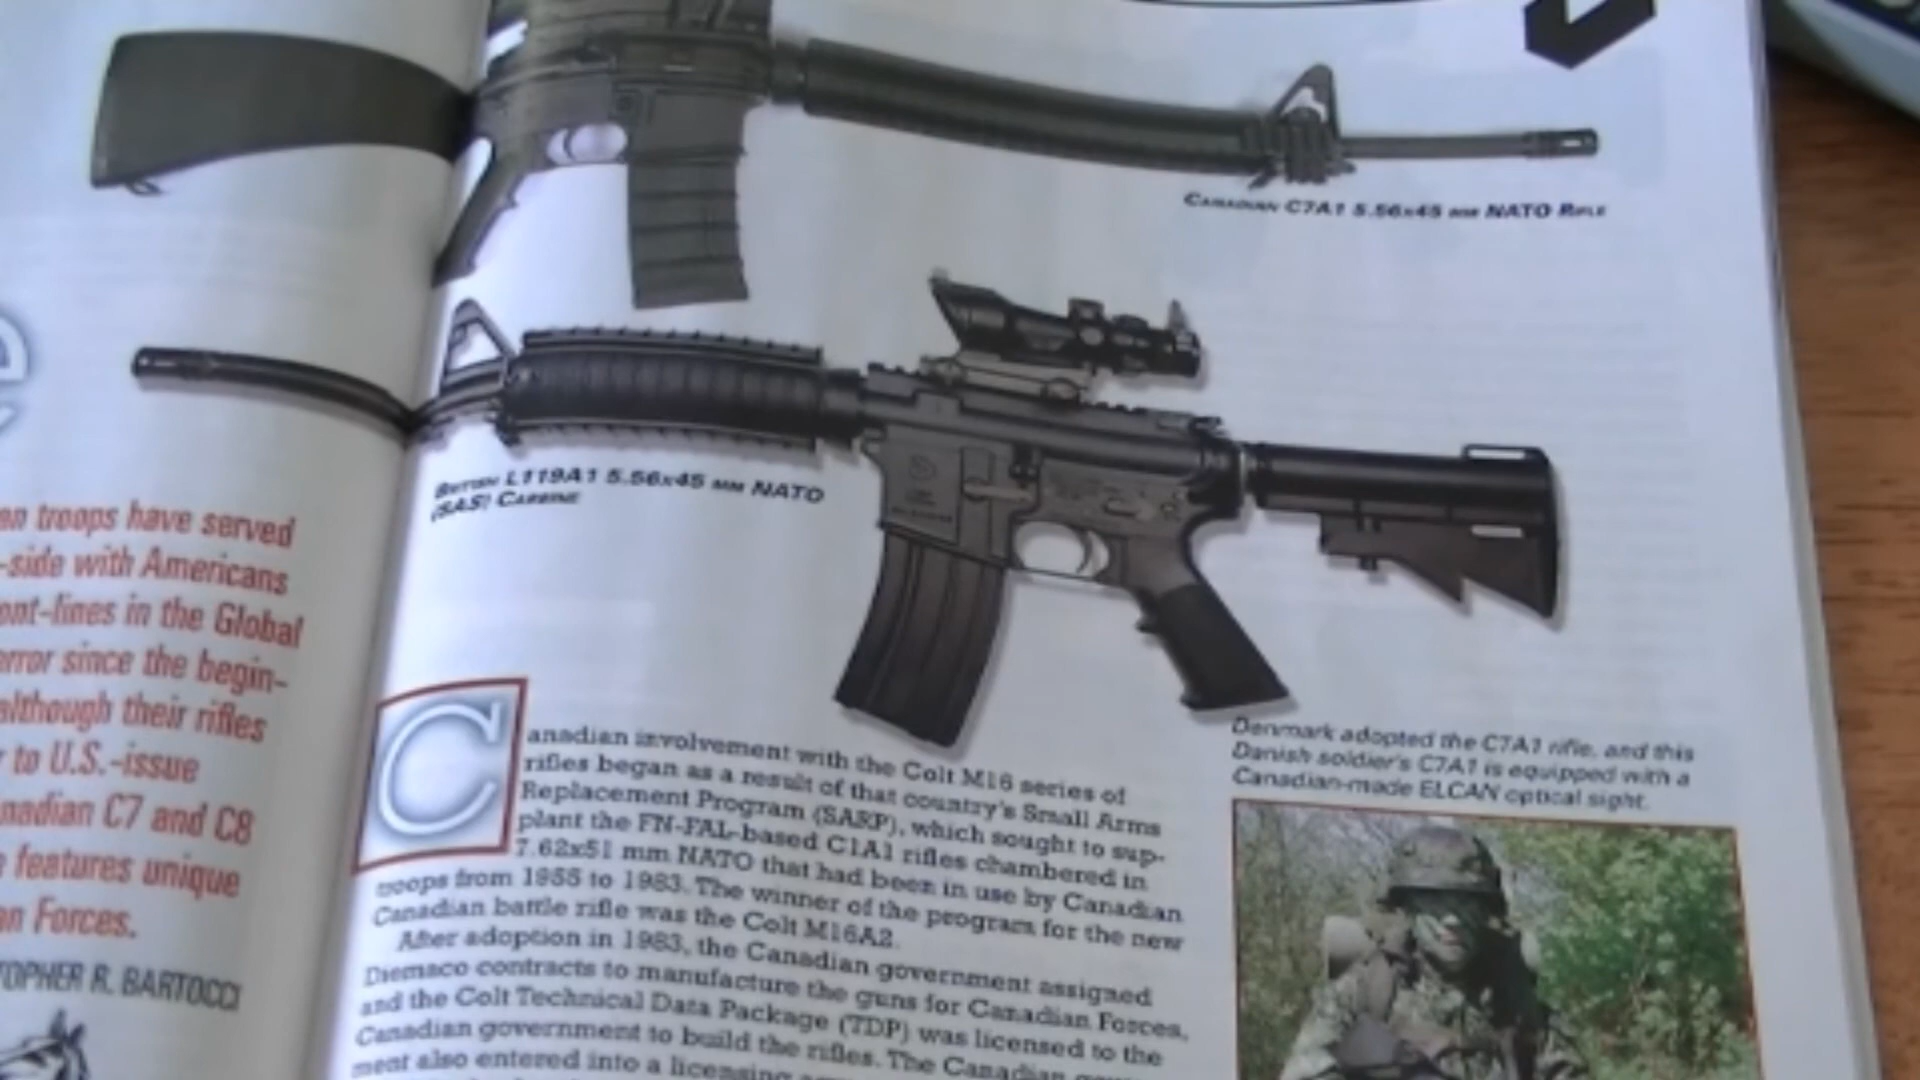 en troops have served
-side with Americans
ont-lines in the Global
error since the begin-
although their rifles
r to U.S.-issue
nadian C7 and C8
e features unique
an Forces.
TOPHER R. BARTOCCI
CANADIAN C7A1 5.56x45 MM NATO RIFLE
BRITISH L119A1 5.56x45 MM NATO
(SAS) CARBINE
Canadian involvement with the Colt M16 series of
rifles began as a result of that country's Small Arms
Replacement Program (SARP), which sought to sup-
plant the FN-FAL-based C1A1 rifles chambered in
7.62x51 mm NATO that had been in use by Canadian
troops from 1955 to 1983. The winner of the program for the new
Canadian battle rifle was the Colt M16A2.
After adoption in 1983, the Canadian government assigned
Diemaco contracts to manufacture the guns for Canadian Forces,
and the Colt Technical Data Package (TDP) was licensed to the
Canadian government to build the rifles. The Canadian
ment also entered into a licensing
Denmark adopted the C7A1 rifle, and this
Danish soldier's C7A1 is equipped with a
Canadian-made ELCAN optical sight.